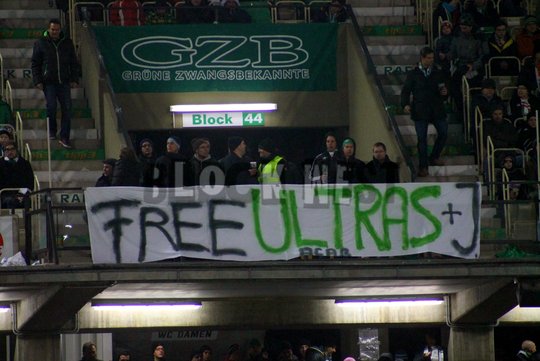 GZB
GRÜNE ZWANGSBEKANNTE
Block 44
FREE ULTRAS + J
WC DAMEN